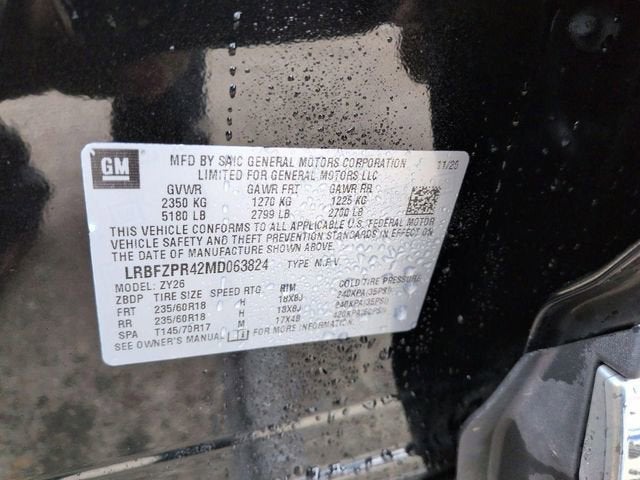 GM
MFD BY SAIC GENERAL MOTORS CORPORATION 11/20
LIMITED FOR GENERAL MOTORS LLC
GVWR GAWR FRT GAWR RR
2350 KG 1270 KG 1225 KG
5180 LB 2799 LB 2700 LB
THIS VEHICLE CONFORMS TO ALL APPLICABLE U.S. FEDERAL MOTOR
VEHICLE SAFETY AND THEFT PREVENTION STANDARDS IN EFFECT ON
THE DATE OF MANUFACTURE SHOWN ABOVE.
LRBFZPR42MD063824 TYPE M.P.V.
MODEL: ZY26
ZBDP TIRE SIZE SPEED RTG RIM COLD TIRE PRESSURE
FRT 235/60R18 H 18X8J 240KPA(35PSI)
RR 235/60R18 H 18X8J 240KPA(35PSI)
SPA T145/70R17 M 17X4B 420KPA(60PSI)
SEE OWNER'S MANUAL FOR MORE INFORMATION